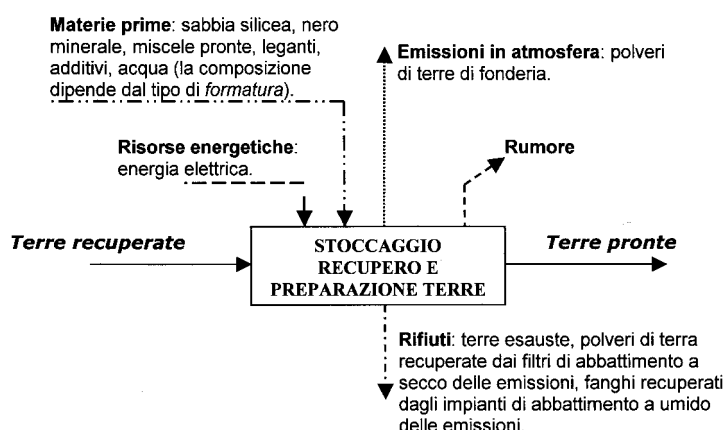 Materie prime: sabbia silicea, nero
minerale, miscele pronte, leganti,
additivi, acqua (la composizione
dipende dal tipo di formatura).
Emissioni in atmosfera: polveri
di terre di fonderia.
Risorse energetiche:
energia elettrica.
Rumore
Terre recuperate
STOCCAGGIO
RECUPERO E
PREPARAZIONE TERRE
Terre pronte
Rifiuti: terre esauste, polveri di terra
recuperate dai filtri di abbattimento a
secco delle emissioni, fanghi recuperati
dagli impianti di abbattimento a umido
delle emissioni